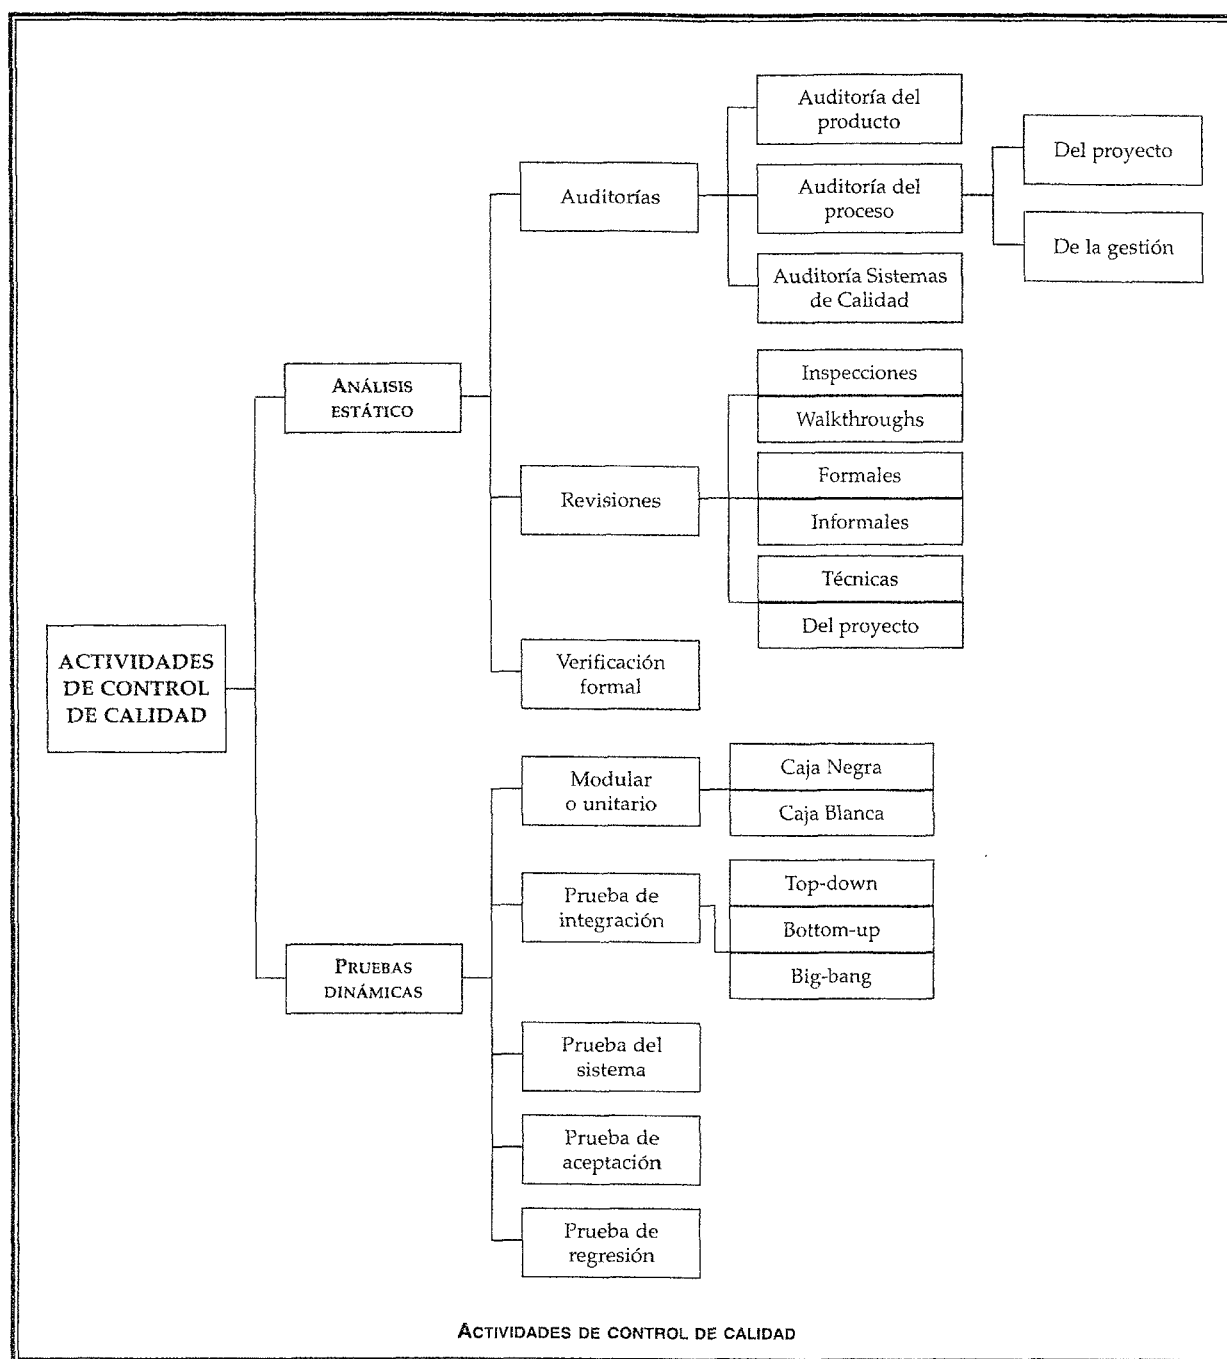 Auditoría del
producto
Del proyecto
Auditorías
Auditoría del
proceso
De la gestión
Auditoría Sistemas
de Calidad
ANÁLISIS
ESTÁTICO
Inspecciones
Walkthroughs
Revisiones
Formales
Informales
Técnicas
Del proyecto
ACTIVIDADES
DE CONTROL
DE CALIDAD
Verificación
formal
Modular
o unitario
Caja Negra
Caja Blanca
Prueba de
integración
Top-down
Bottom-up
Big-bang
PRUEBAS
DINÁMICAS
Prueba del
sistema
Prueba de
aceptación
Prueba de
regresión
ACTIVIDADES DE CONTROL DE CALIDAD